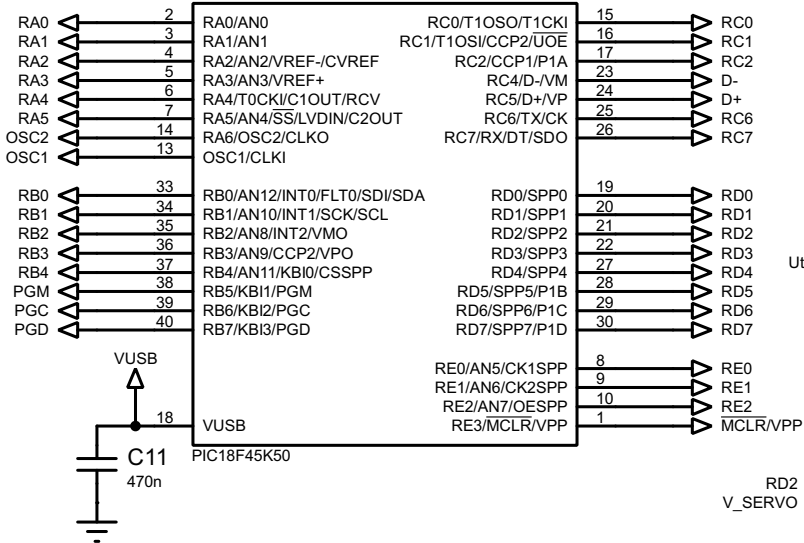 RA0 2 RA0/AN0 RC0/T1OSO/T1CKI 15 RC0
RA1 3 RA1/AN1 RC1/T1OSI/CCP2/UOE 16 RC1
RA2 4 RA2/AN2/VREF-/CVREF RC2/CCP1/P1A 17 RC2
RA3 5 RA3/AN3/VREF+ RC4/D-/VM 23 D-
RA4 6 RA4/T0CKI/C1OUT/RCV RC5/D+/VP 24 D+
RA5 7 RA5/AN4/SS/LVDIN/C2OUT RC6/TX/CK 25 RC6
OSC2 14 RA6/OSC2/CLKO RC7/RX/DT/SDO 26 RC7
OSC1 13 OSC1/CLKI
RB0 33 RB0/AN12/INT0/FLT0/SDI/SDA RD0/SPP0 19 RD0
RB1 34 RB1/AN10/INT1/SCK/SCL RD1/SPP1 20 RD1
RB2 35 RB2/AN8/INT2/VMO RD2/SPP2 21 RD2
RB3 36 RB3/AN9/CCP2/VPO RD3/SPP3 22 RD3
Ut
RB4 37 RB4/AN11/KBI0/CSSPP RD4/SPP4 27 RD4
PGM 38 RB5/KBI1/PGM RD5/SPP5/P1B 28 RD5
PGC 39 RB6/KBI2/PGC RD6/SPP6/P1C 29 RD6
PGD 40 RB7/KBI3/PGD RD7/SPP7/P1D 30 RD7
VUSB
RE0/AN5/CK1SPP 8 RE0
RE1/AN6/CK2SPP 9 RE1
RE2/AN7/OESPP 10 RE2
18 VUSB RE3/MCLR/VPP 1 MCLR/VPP
C11 PIC18F45K50
470n
RD2
V_SERVO